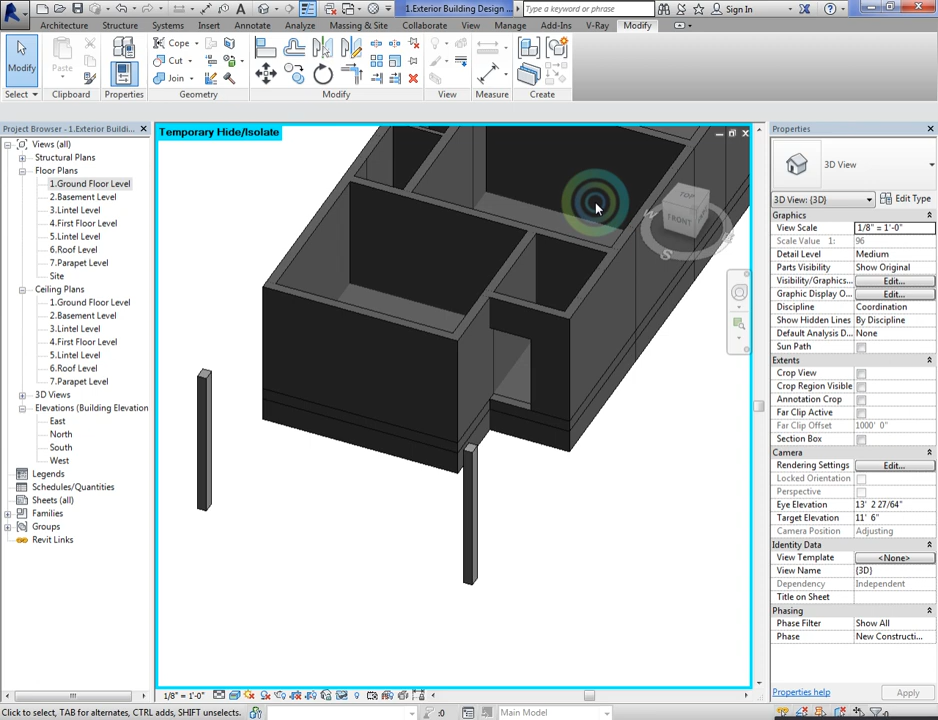 1.Exterior Building Design ...
Type a keyword or phrase
Sign In
Architecture Structure Systems Insert Annotate Analyze Massing & Site Collaborate View Manage Add-Ins V-Ray Modify
Modify Paste Cope Cut Join
Select Clipboard Properties Geometry Modify View Measure Create
Project Browser - 1.Exterior Buildi...
Views (all)
Structural Plans
Floor Plans
1.Ground Floor Level
2.Basement Level
3.Lintel Level
4.First Floor Level
5.Lintel Level
6.Roof Level
7.Parapet Level
Site
Ceiling Plans
1.Ground Floor Level
2.Basement Level
3.Lintel Level
4.First Floor Level
5.Lintel Level
6.Roof Level
7.Parapet Level
3D Views
Elevations (Building Elevation
East
North
South
West
Legends
Schedules/Quantities
Sheets (all)
Families
Groups
Revit Links
Temporary Hide/Isolate
TOP
FRONT
W
S
Properties
3D View
3D View: {3D} Edit Type
Graphics
View Scale 1/8" = 1'-0"
Scale Value 1: 96
Detail Level Medium
Parts Visibility Show Original
Visibility/Graphics... Edit...
Graphic Display O... Edit...
Discipline Coordination
Show Hidden Lines By Discipline
Default Analysis D... None
Sun Path
Extents
Crop View
Crop Region Visible
Annotation Crop
Far Clip Active
Far Clip Offset 1000' 0"
Section Box
Camera
Rendering Settings Edit...
Locked Orientation
Perspective
Eye Elevation 13' 2 27/64"
Target Elevation 11' 6"
Camera Position Adjusting
Identity Data
View Template <None>
View Name {3D}
Dependency Independent
Title on Sheet
Phasing
Phase Filter Show All
Phase New Constructi...
Properties help Apply
1/8" = 1'-0"
Click to select, TAB for alternates, CTRL adds, SHIFT unselects.
:0
Main Model